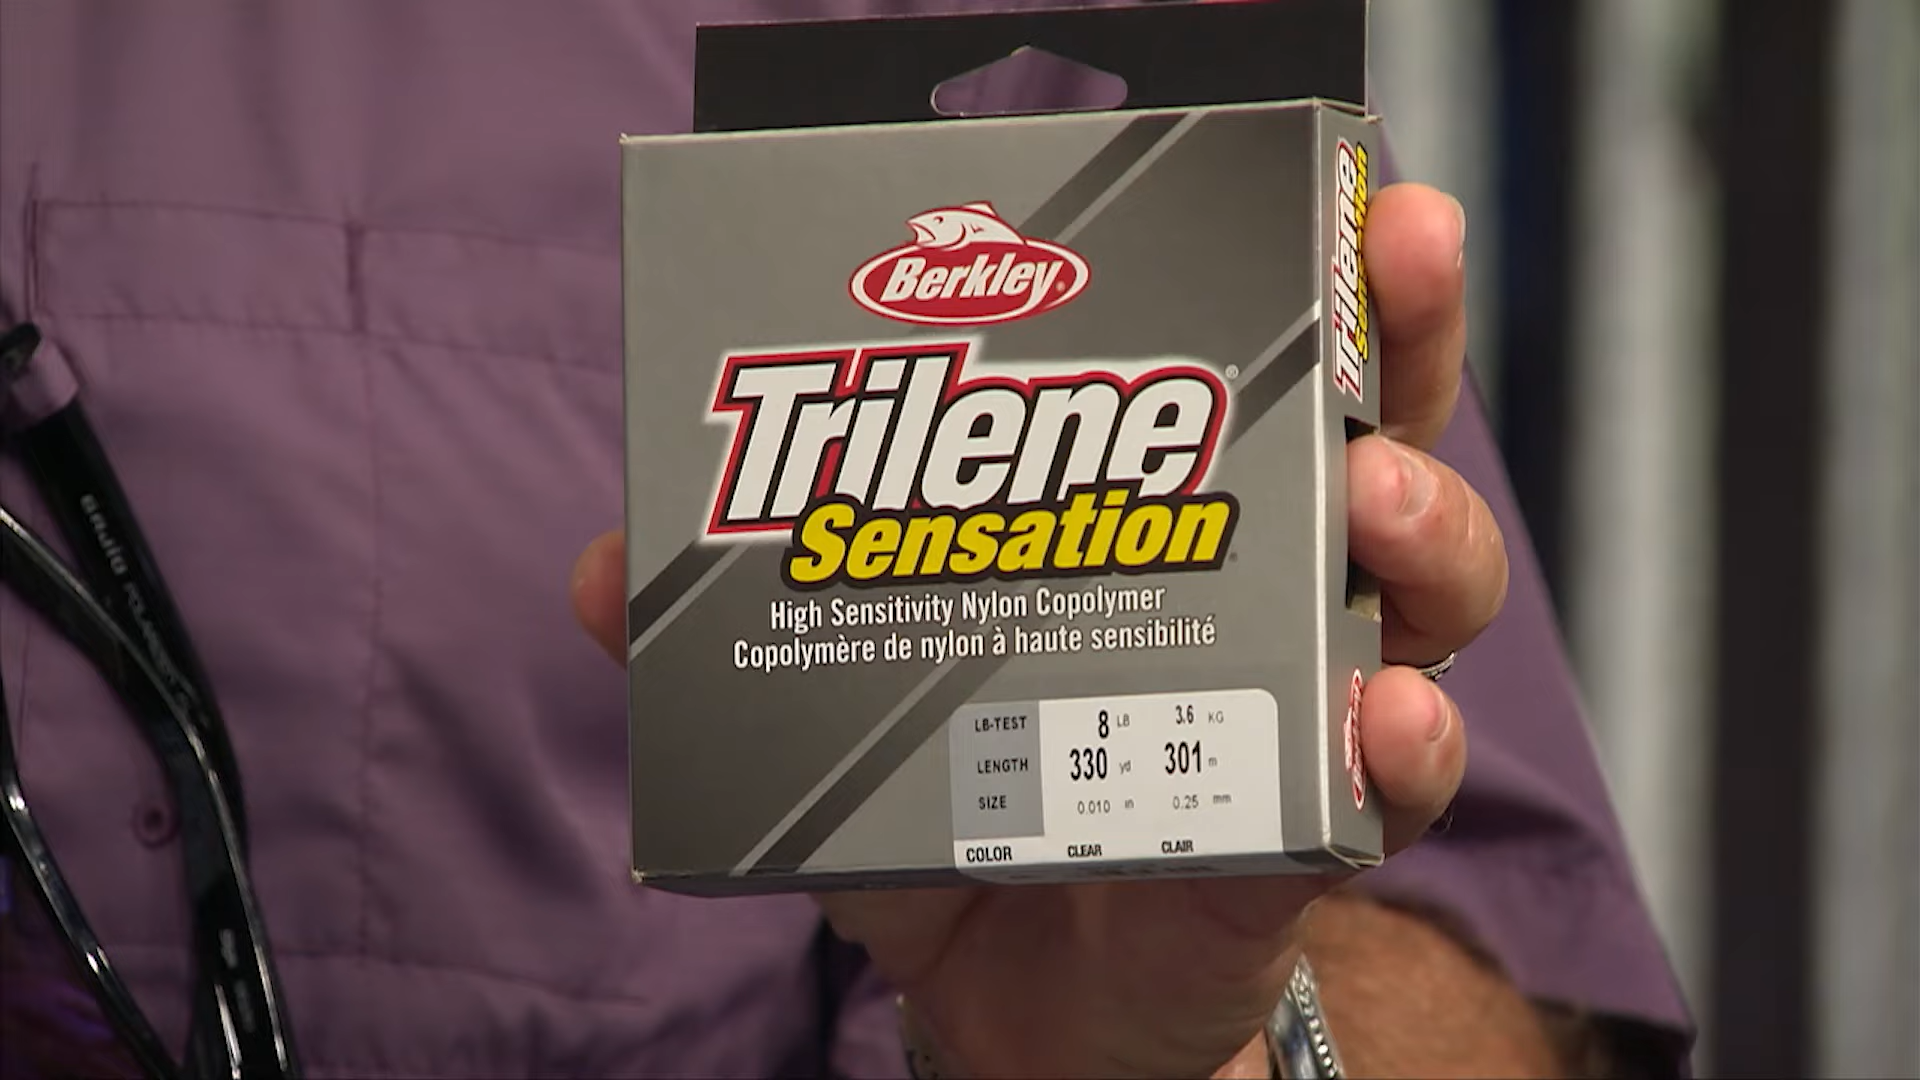 Berkley
Trilene®
Sensation
High Sensitivity Nylon Copolymer
Copolymère de nylon à haute sensibilité
LB-TEST 8 LB 3.6 KG
LENGTH 330 yd 301 m
SIZE 0.010 in 0.25 mm
COLOR CLEAR CLAIR
Trilene
Sensation
Berkley